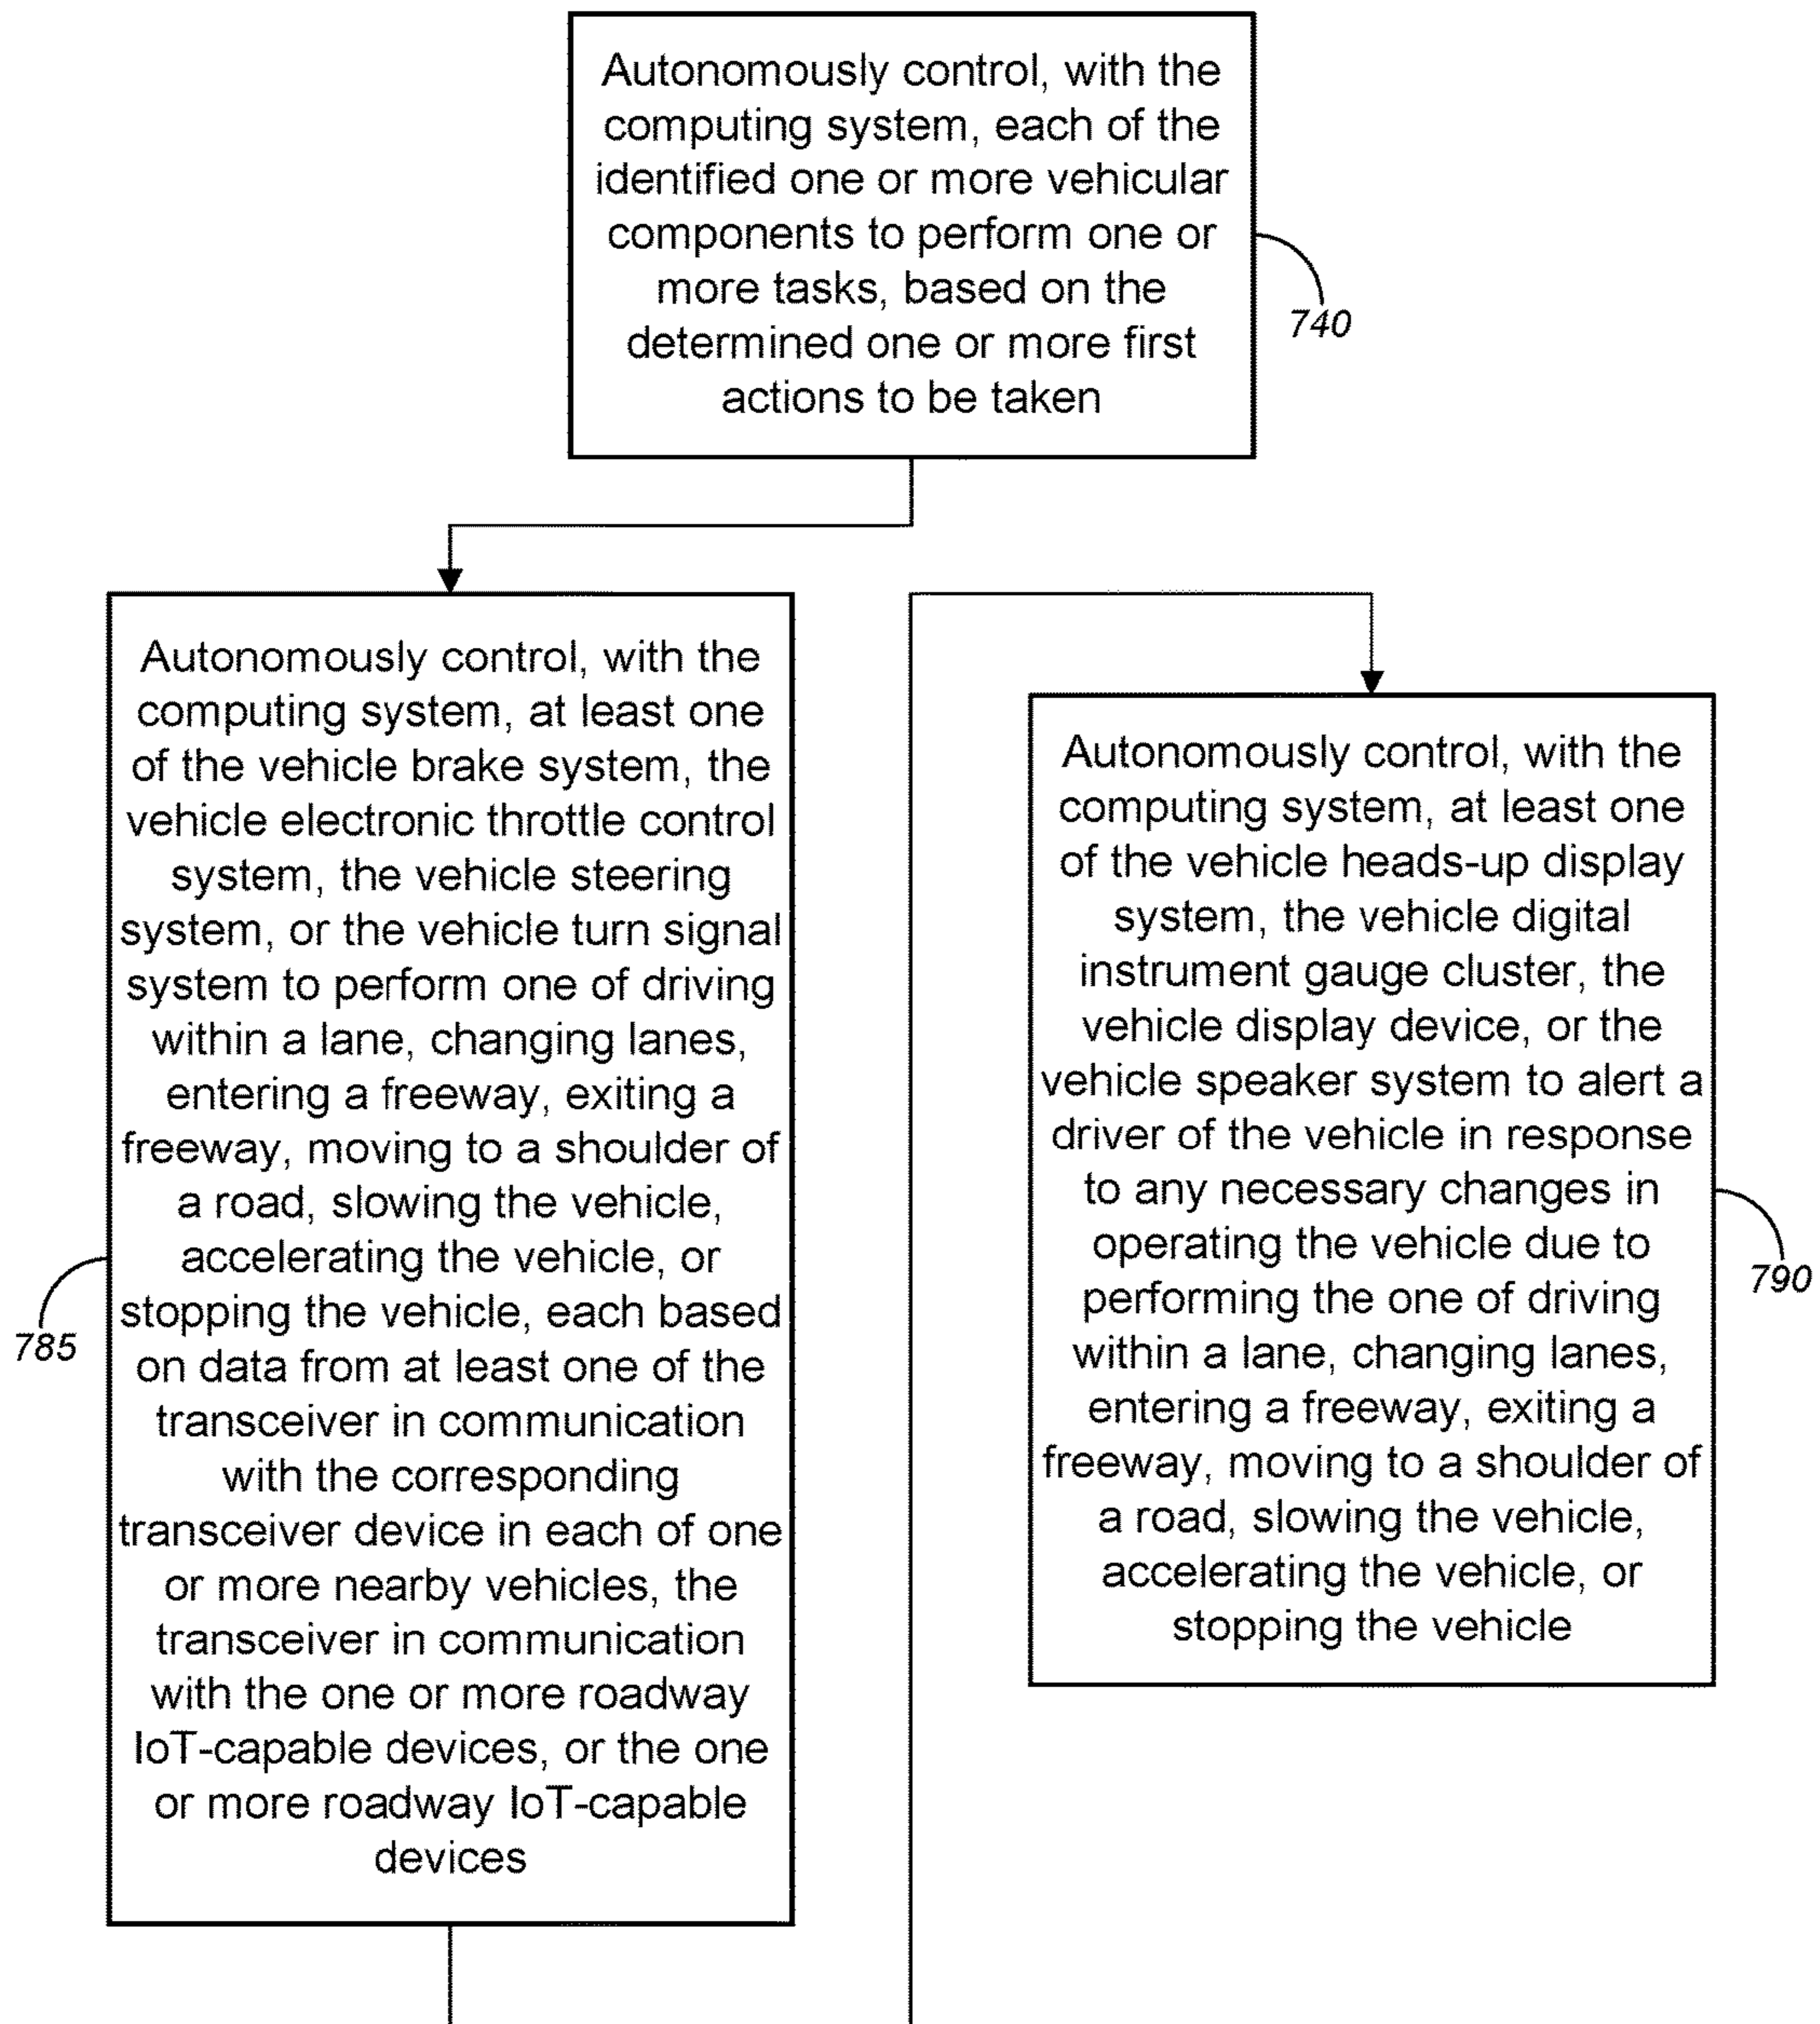 Autonomously control, with the
computing system, each of the
identified one or more vehicular
components to perform one or
more tasks, based on the
determined one or more first
actions to be taken
740
Autonomously control, with the
computing system, at least one
of the vehicle brake system, the
vehicle electronic throttle control
system, the vehicle steering
system, or the vehicle turn signal
system to perform one of driving
within a lane, changing lanes,
entering a freeway, exiting a
freeway, moving to a shoulder of
a road, slowing the vehicle,
accelerating the vehicle, or
stopping the vehicle, each based
on data from at least one of the
transceiver in communication
with the corresponding
transceiver device in each of one
or more nearby vehicles, the
transceiver in communication
with the one or more roadway
IoT-capable devices, or the one
or more roadway IoT-capable
devices
785
Autonomously control, with the
computing system, at least one
of the vehicle heads-up display
system, the vehicle digital
instrument gauge cluster, the
vehicle display device, or the
vehicle speaker system to alert a
driver of the vehicle in response
to any necessary changes in
operating the vehicle due to
performing the one of driving
within a lane, changing lanes,
entering a freeway, exiting a
freeway, moving to a shoulder of
a road, slowing the vehicle,
accelerating the vehicle, or
stopping the vehicle
790